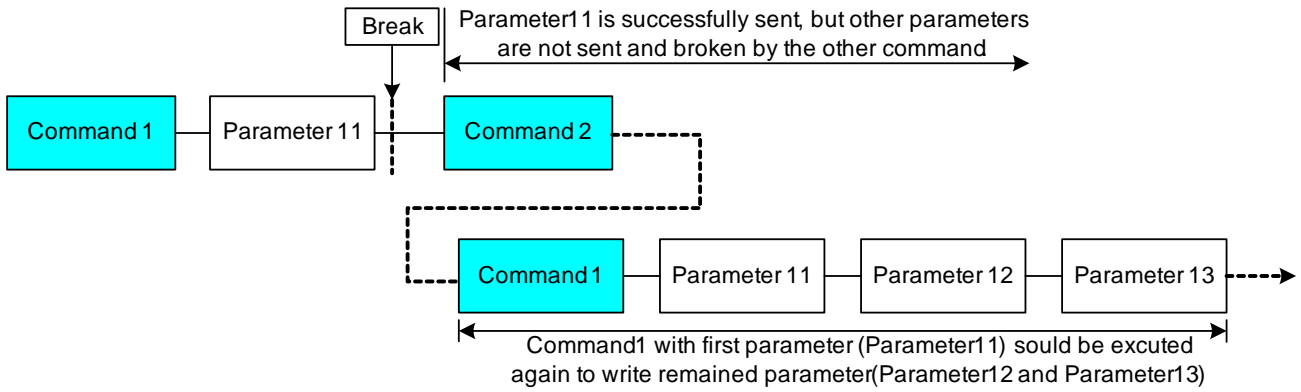 Break
Parameter11 is successfully sent, but other parameters
are not sent and broken by the other command
Command 1
Parameter 11
Command 2
Command1
Parameter 11
Parameter 12
Parameter 13
Command1 with first parameter (Parameter11) sould be excuted
again to write remained parameter(Parameter12 and Parameter13)